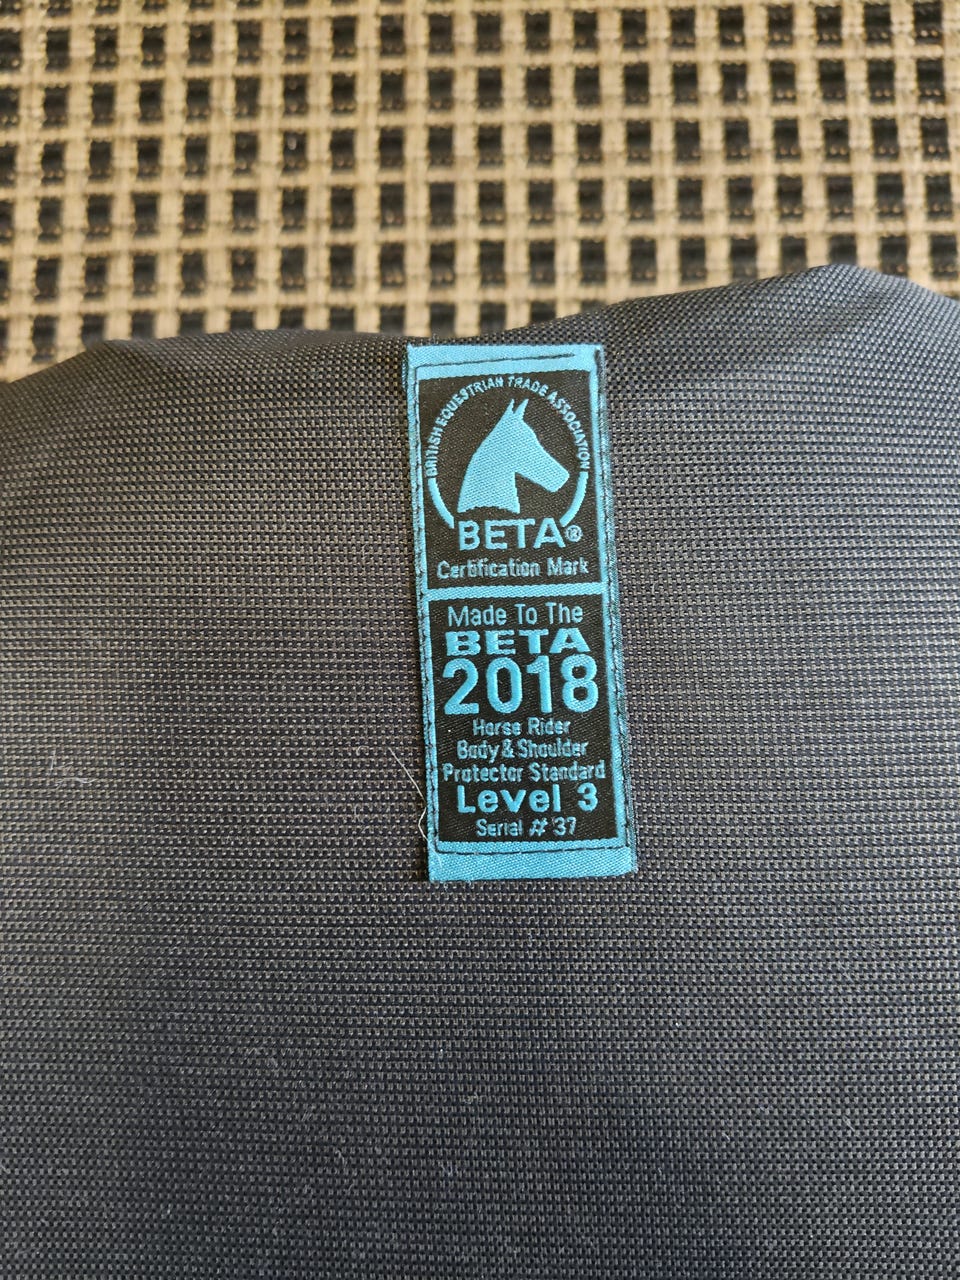 BRITISH EQUESTRIAN TRADE ASSOCIATION
BETA®
Certification Mark
Made To The
BETA
2018
Horse Rider
Body & Shoulder
Protector Standard
Level 3
Serial # 37